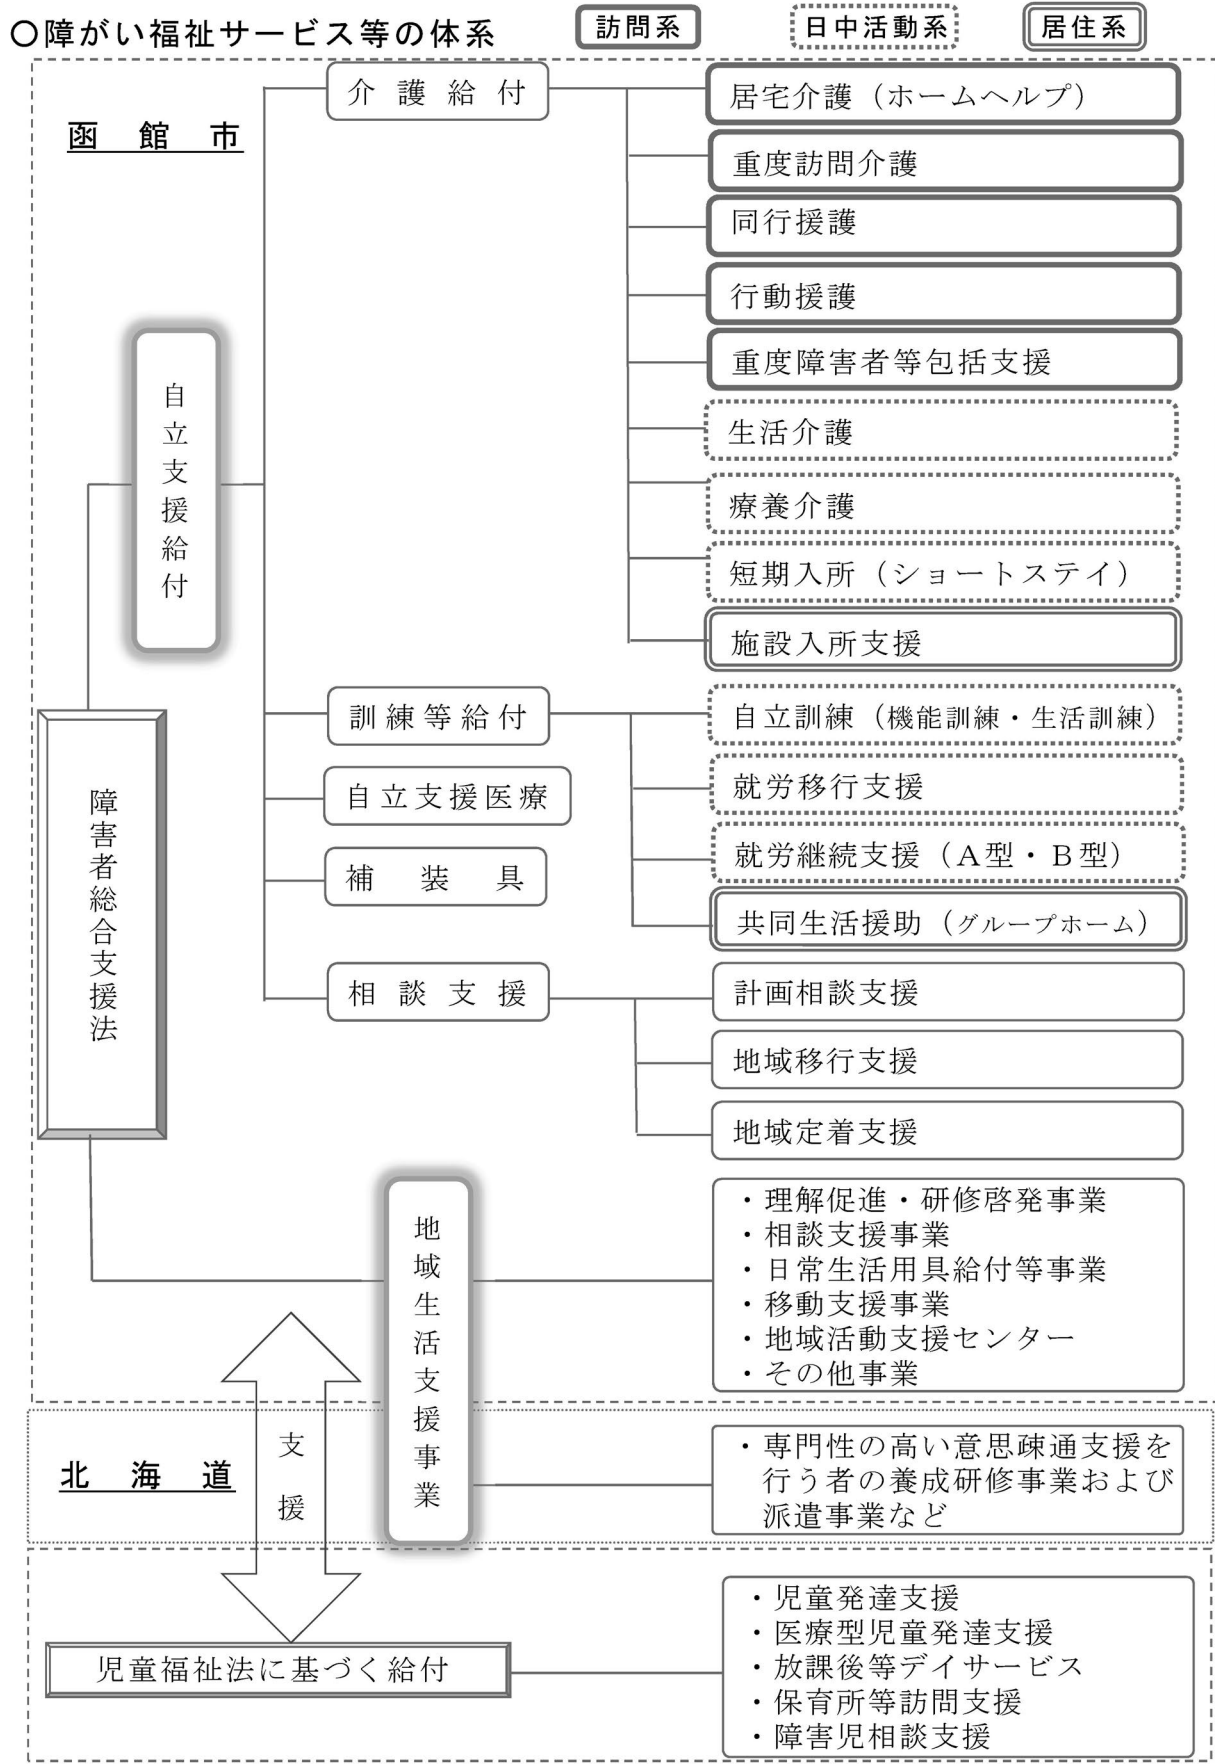 〇障がい福祉サービス等の体系
訪問系
日中活動系
居住系
函館市
介護給付
居宅介護（ホームヘルプ）
重度訪問介護
同行援護
行動援護
重度障害者等包括支援
生活介護
療養介護
短期入所（ショートステイ）
施設入所支援
自立支援給付
訓練等給付
自立訓練（機能訓練・生活訓練）
就労移行支援
就労継続支援（Ａ型・Ｂ型）
共同生活援助（グループホーム）
自立支援医療
補装具
相談支援
計画相談支援
地域移行支援
地域定着支援
障害者総合支援法
地域生活支援事業
・理解促進・研修啓発事業
・相談支援事業
・日常生活用具給付等事業
・移動支援事業
・地域活動支援センター
・その他事業
北海道
支援
・専門性の高い意思疎通支援を
行う者の養成研修事業および
派遣事業など
児童福祉法に基づく給付
・児童発達支援
・医療型児童発達支援
・放課後等デイサービス
・保育所等訪問支援
・障害児相談支援